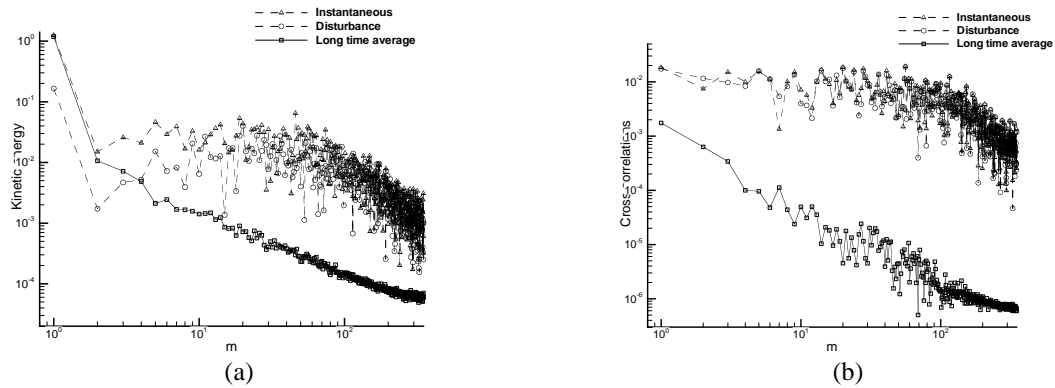 Instantaneous
Disturbance
Long time average
Kinetic energy
10^0
10^-1
10^-2
10^-3
10^-4
10^0
10^1
10^2
m
(a)
Instantaneous
Disturbance
Long time average
Cross-correlations
10^-2
10^-3
10^-4
10^-5
10^-6
10^0
10^1
10^2
m
(b)